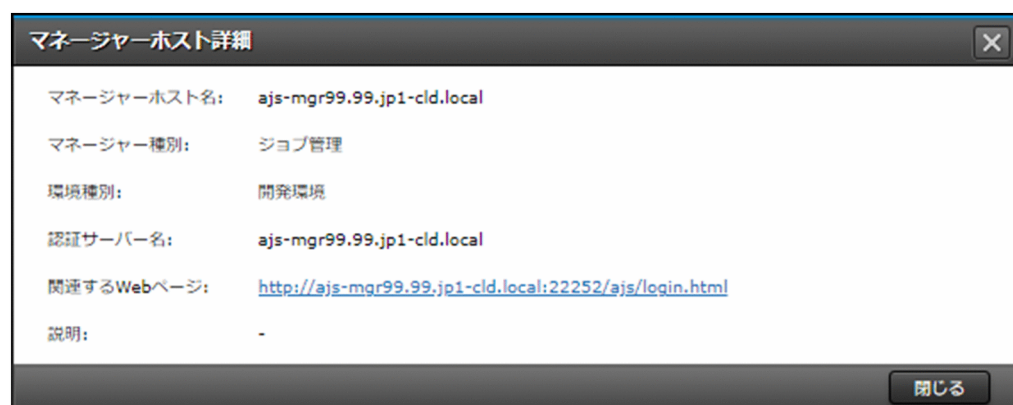 マネージャーホスト詳細
マネージャーホスト名: ajs-mgr99.99.jp1-cld.local
マネージャー種別: ジョブ管理
環境種別: 開発環境
認証サーバー名: ajs-mgr99.99.jp1-cld.local
関連するWebページ: http://ajs-mgr99.99.jp1-cld.local:22252/ajs/login.html
説明: -
閉じる